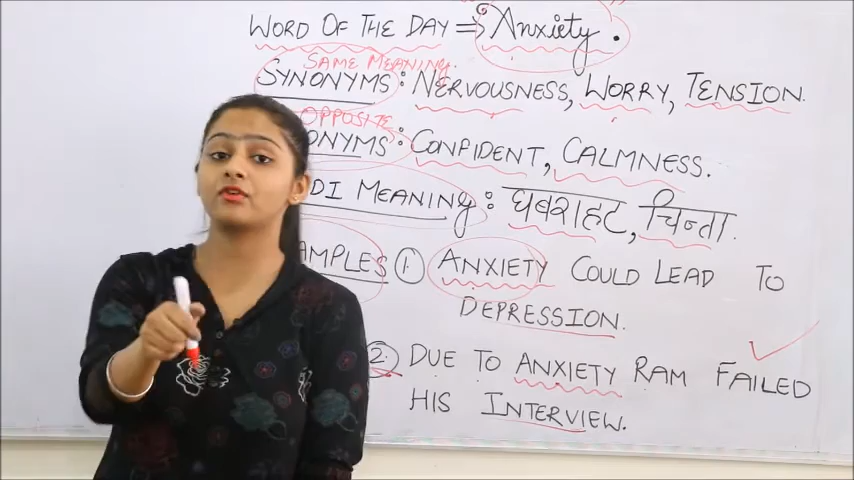 WORD OF THE DAY ⇒ Anxiety.
SAME MEANING
SYNONYMS: NERVOUSNESS, WORRY, TENSION.
OPPOSITE
ONYMS: CONFIDENT, CALMNESS.
DI MEANING: घबराहट, चिन्ता.
AMPLES ① ANXIETY COULD LEAD TO
DEPRESSION.
②. DUE TO ANXIETY RAM FAILED
HIS INTERVIEW.